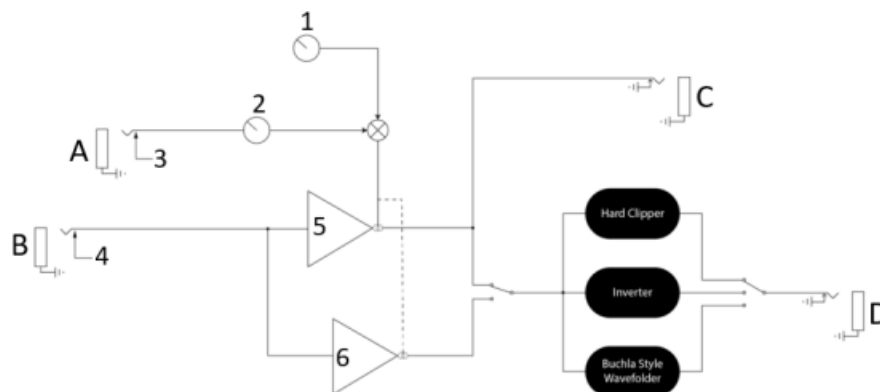 1
2
A
3
C
B
4
5
Hard Clipper
Inverter
D
6
Buchla Style
Wavefolder